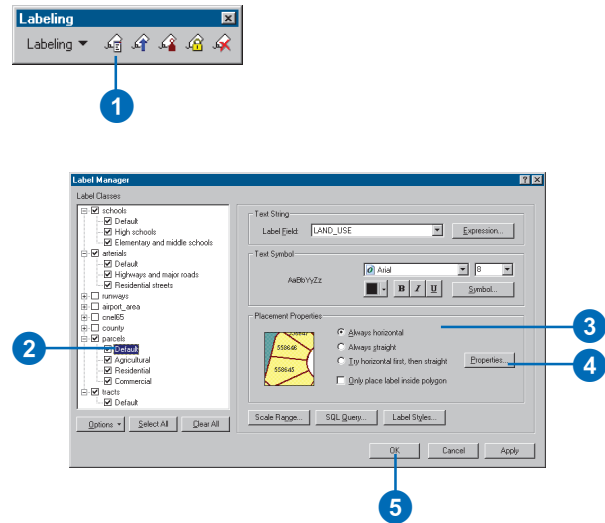 Labeling
Labeling
1
Label Manager
Label Classes
schools
Default
High schools
Elementary and middle schools
arterials
Default
Highways and major roads
Residential streets
runways
airport_area
cnel65
county
parcels
Default
Agricultural
Residential
Commercial
tracts
Default
Options
Select All
Clear All
Text String
Label Field:
LAND_USE
Expression...
Text Symbol
AaBbYyZz
Arial
8
B I U
Symbol...
Placement Properties
558646
558645
Always horizontal
Always straight
Try horizontal first, then straight
Only place label inside polygon
Properties...
Scale Range...
SQL Query...
Label Styles...
OK
Cancel
Apply
2
3
4
5